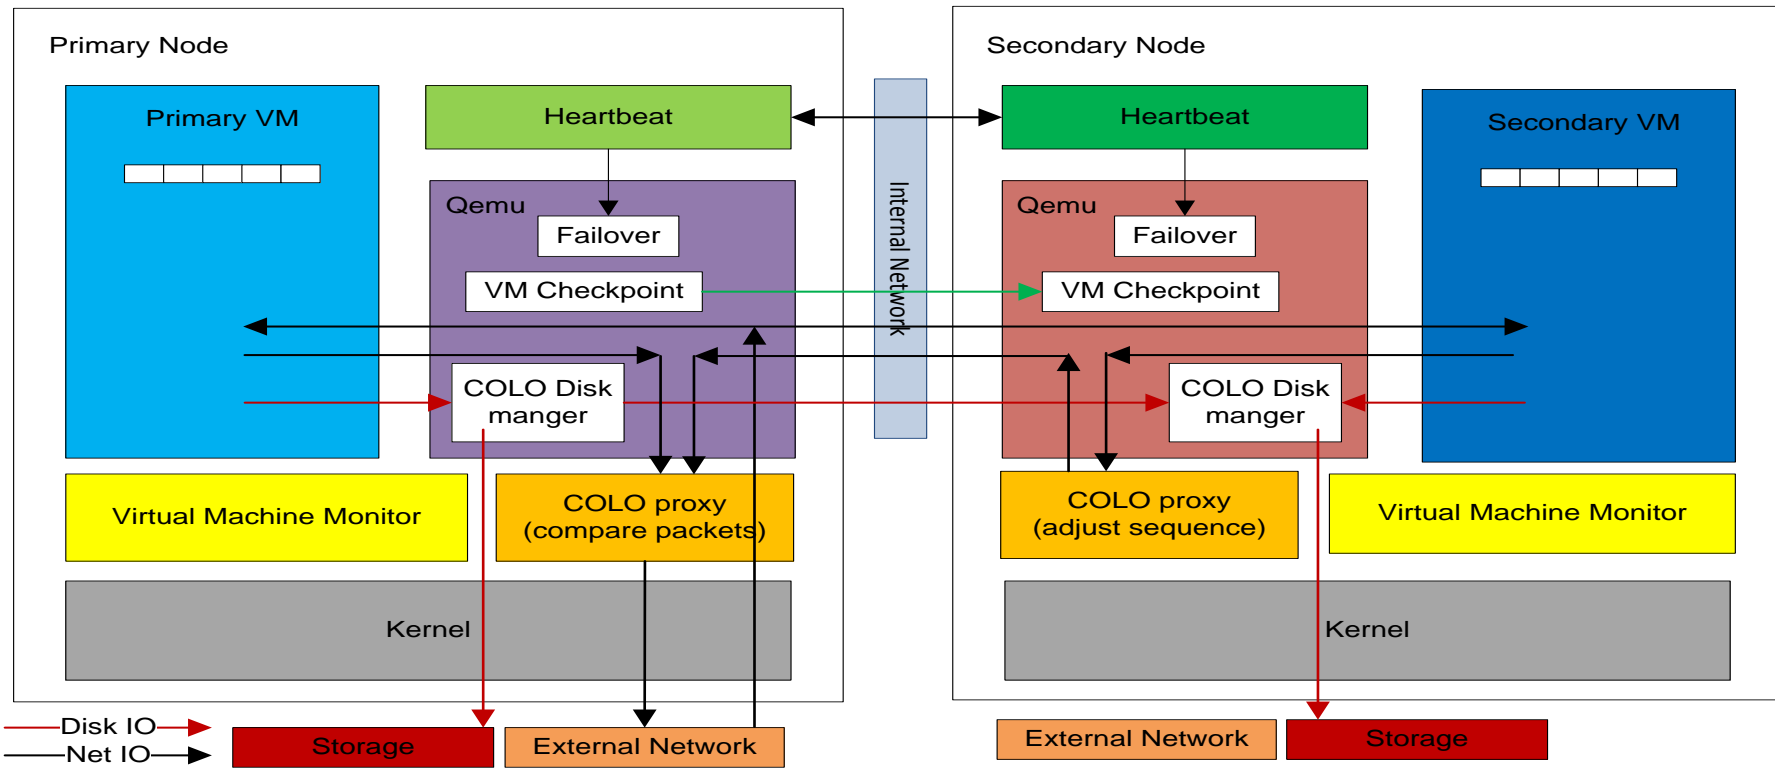 Primary Node
Primary VM
Heartbeat
Qemu
Failover
VM Checkpoint
COLO Disk
manger
Virtual Machine Monitor
COLO proxy
(compare packets)
Kernel
Disk IO
Net IO
Storage
External Network
Internal Network
Secondary Node
Heartbeat
Secondary VM
Qemu
Failover
VM Checkpoint
COLO Disk
manger
COLO proxy
(adjust sequence)
Virtual Machine Monitor
Kernel
External Network
Storage